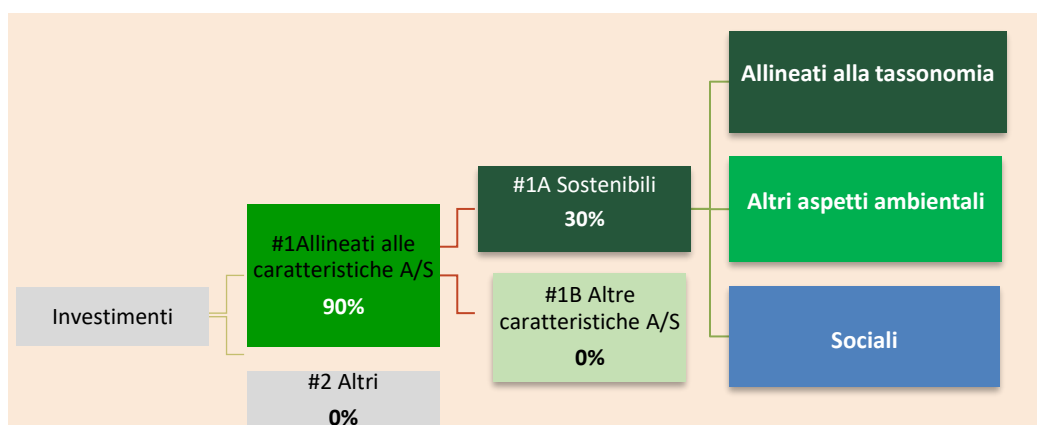 Investimenti
#1Allineati alle
caratteristiche A/S
90%
#2 Altri
0%
#1A Sostenibili
30%
#1B Altre
caratteristiche A/S
0%
Allineati alla tassonomia
Altri aspetti ambientali
Sociali